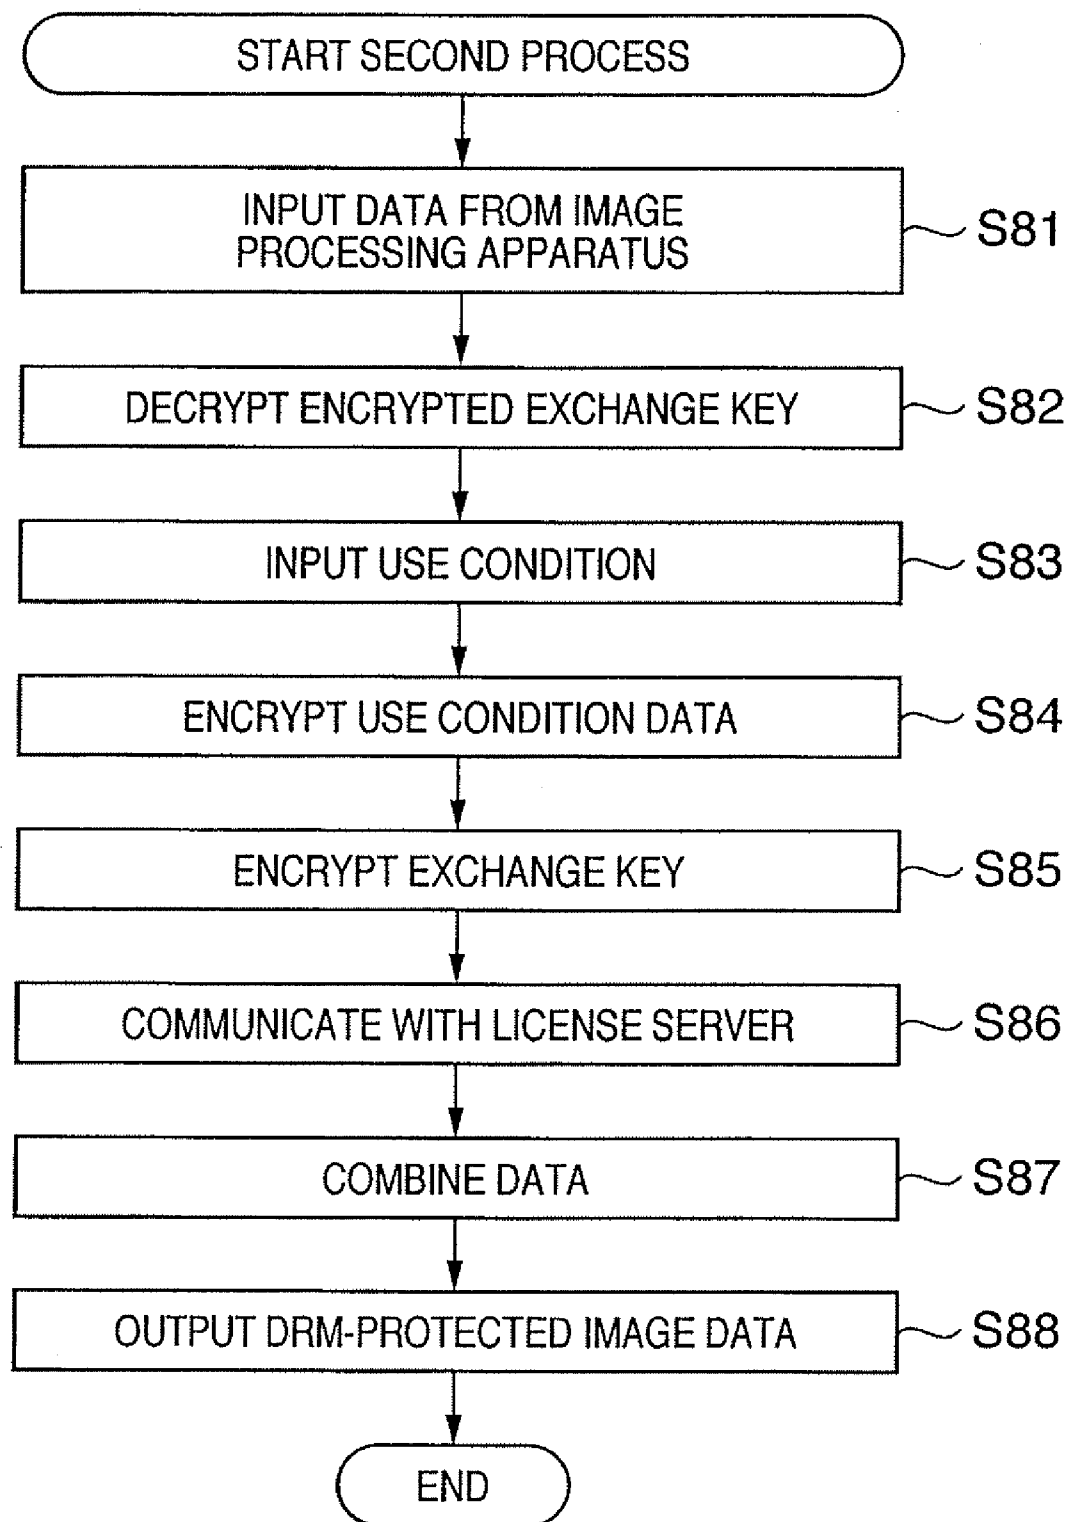 START SECOND PROCESS
INPUT DATA FROM IMAGE
PROCESSING APPARATUS
S81
DECRYPT ENCRYPTED EXCHANGE KEY
S82
INPUT USE CONDITION
S83
ENCRYPT USE CONDITION DATA
S84
ENCRYPT EXCHANGE KEY
S85
COMMUNICATE WITH LICENSE SERVER
S86
COMBINE DATA
S87
OUTPUT DRM-PROTECTED IMAGE DATA
S88
END